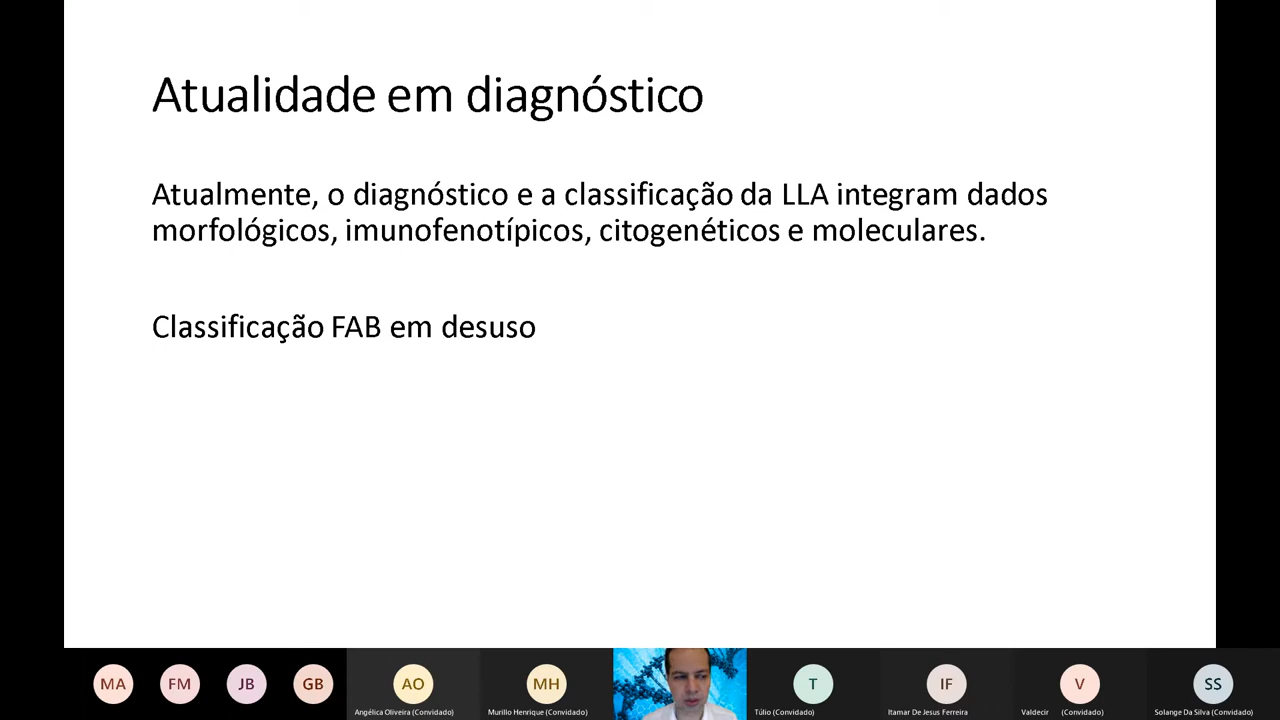 Atualidade em diagnóstico
Atualmente, o diagnóstico e a classificação da LLA integram dados
morfológicos, imunofenotípicos, citogenéticos e moleculares.
Classificação FAB em desuso
MA FM JB GB AO MH T IF V SS
Angélica Oliveira (Convidado) Murillo Henrique (Convidado) Túlio (Convidado) Itamar De Jesus Ferreira Valdecir (Convidado) Solange Da Silva (Convidado)